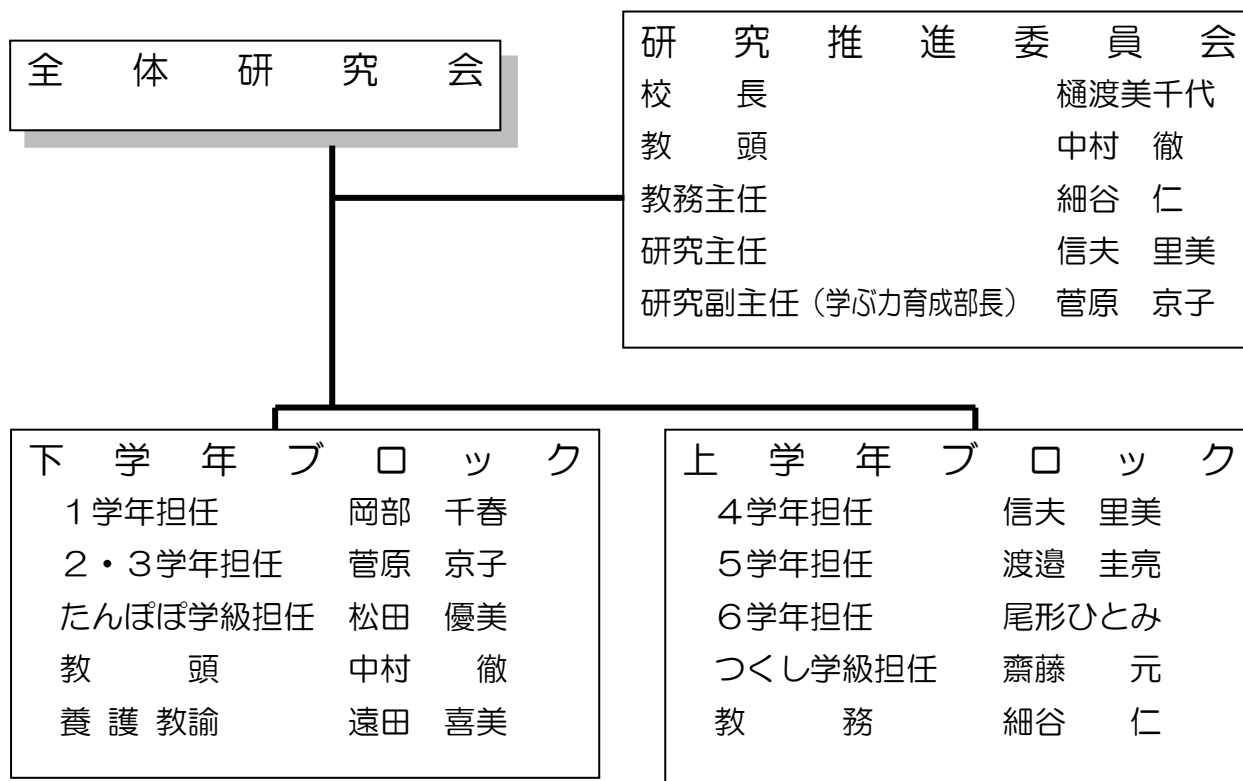 全体研究会
研究推進委員会
校長 樋渡美千代
教頭 中村 徹
教務主任 細谷 仁
研究主任 信夫 里美
研究副主任(学ぶ力育成部長) 菅原 京子
下学年ブロック
1学年担任 岡部 千春
2・3学年担任 菅原 京子
たんぽぽ学級担任 松田 優美
教頭 中村 徹
養護教諭 遠田 喜美
上学年ブロック
4学年担任 信夫 里美
5学年担任 渡邉 圭亮
6学年担任 尾形ひとみ
つくし学級担任 齋藤 元
教務 細谷 仁